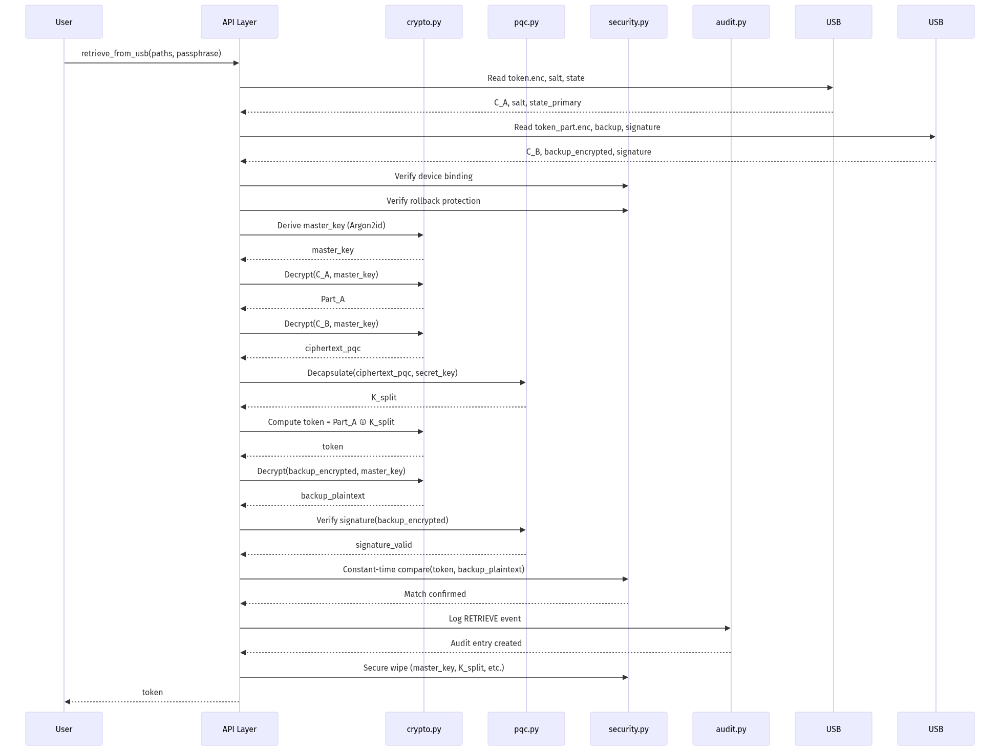 User
API Layer
crypto.py
pqc.py
security.py
audit.py
USB
USB
retrieve_from_usb(paths, passphrase)
Read token.enc, salt, state
C_A, salt, state_primary
Read token_part.enc, backup, signature
C_B, backup_encrypted, signature
Verify device binding
Verify rollback protection
Derive master_key (Argon2id)
master_key
Decrypt(C_A, master_key)
Part_A
Decrypt(C_B, master_key)
ciphertext_pqc
Decapsulate(ciphertext_pqc, secret_key)
K_split
Compute token = Part_A ⊕ K_split
token
Decrypt(backup_encrypted, master_key)
backup_plaintext
Verify signature(backup_encrypted)
signature_valid
Constant-time compare(token, backup_plaintext)
Match confirmed
Log RETRIEVE event
Audit entry created
Secure wipe (master_key, K_split, etc.)
token
User
API Layer
crypto.py
pqc.py
security.py
audit.py
USB
USB